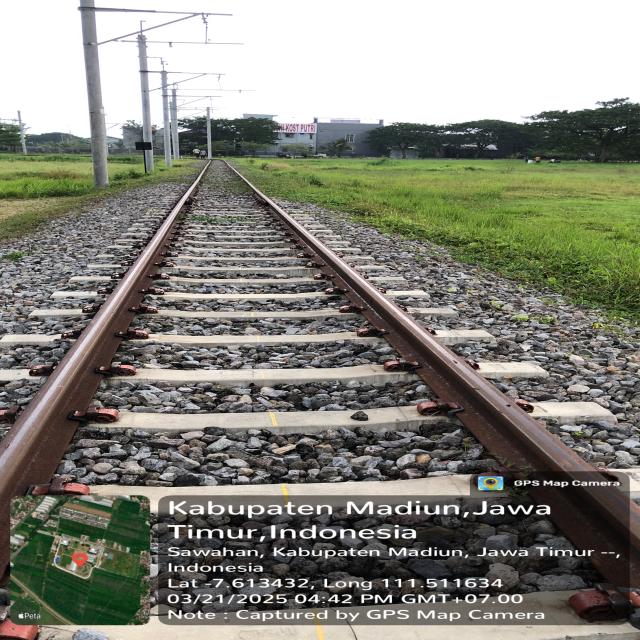 KOST PUTRI
GPS Map Camera
Kabupaten Madiun,Jawa
Timur,Indonesia
Sawahan, Kabupaten Madiun, Jawa Timur --,
Indonesia
Lat -7.613432, Long 111.511634
03/21/2025 04:42 PM GMT+07.00
Note : Captured by GPS Map Camera
Peta